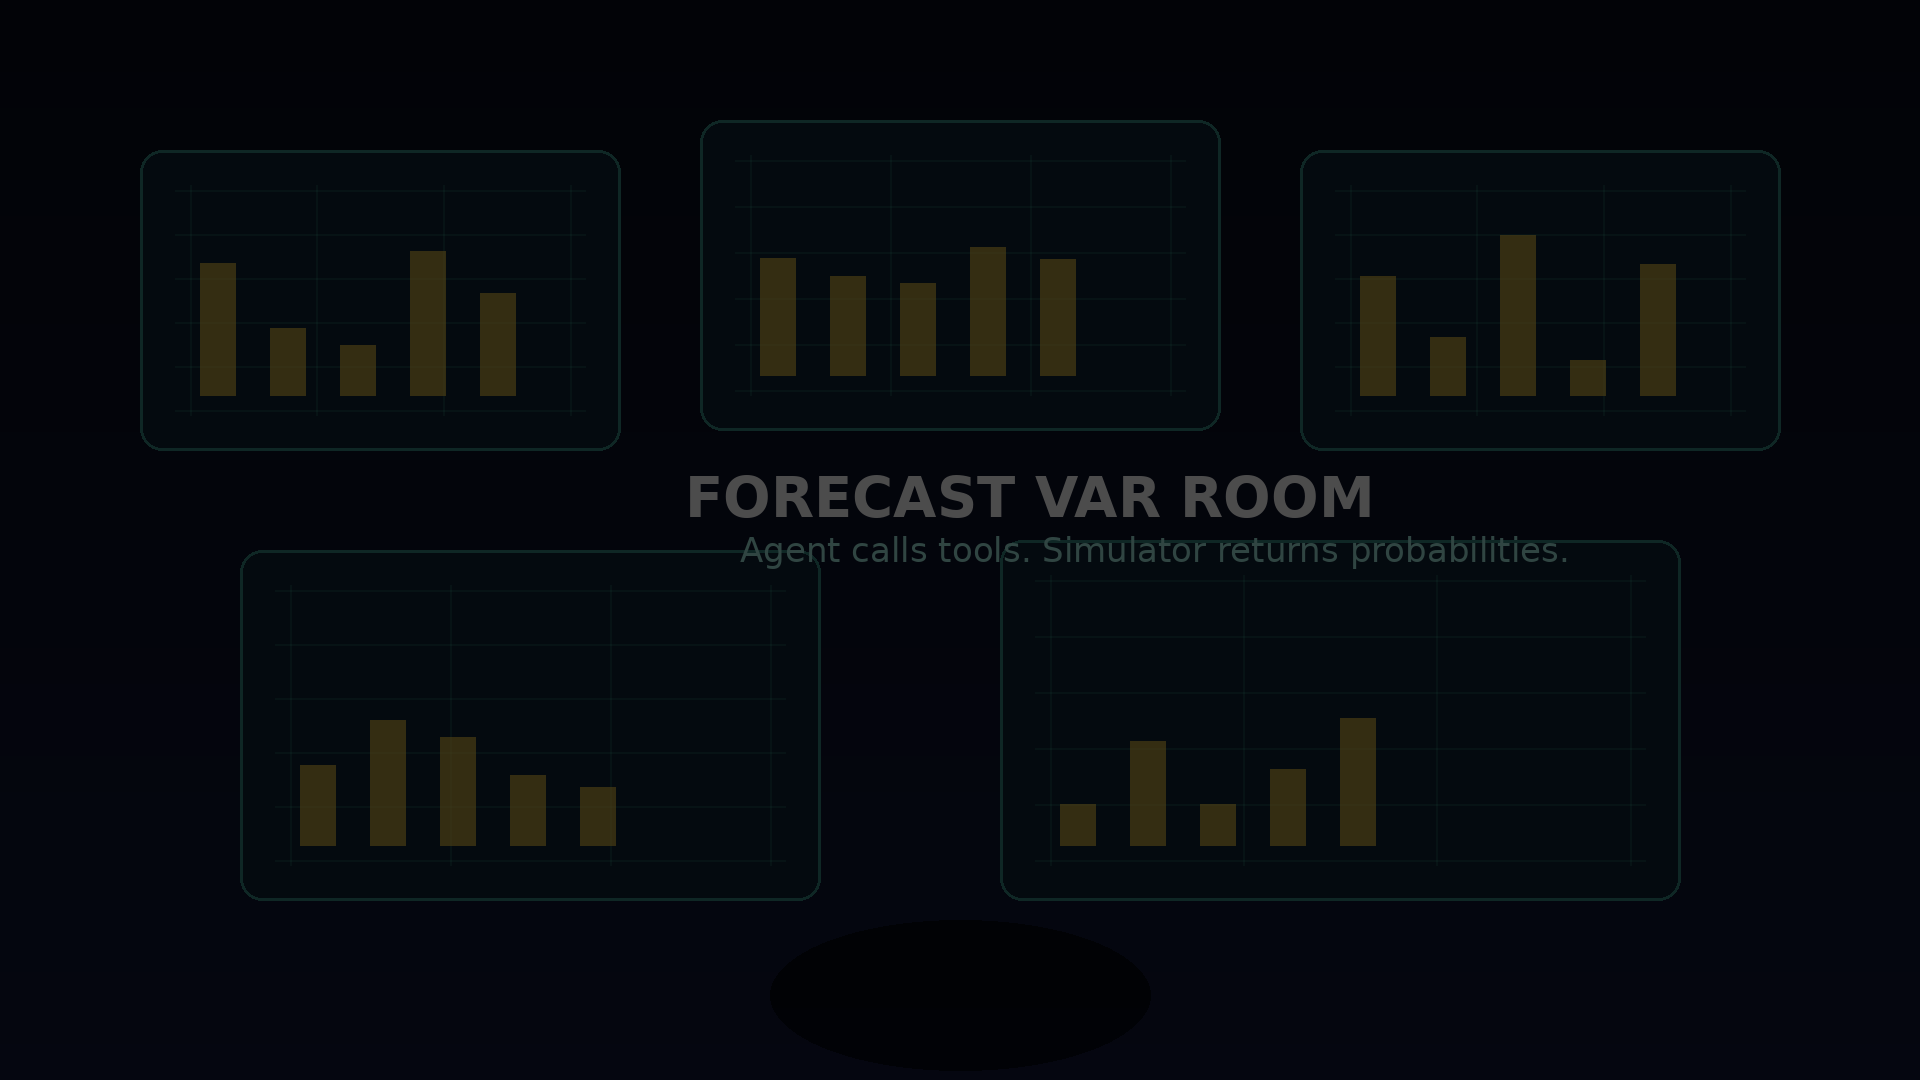 FORECAST VAR ROOM
Agent calls tools. Simulator returns probabilities.